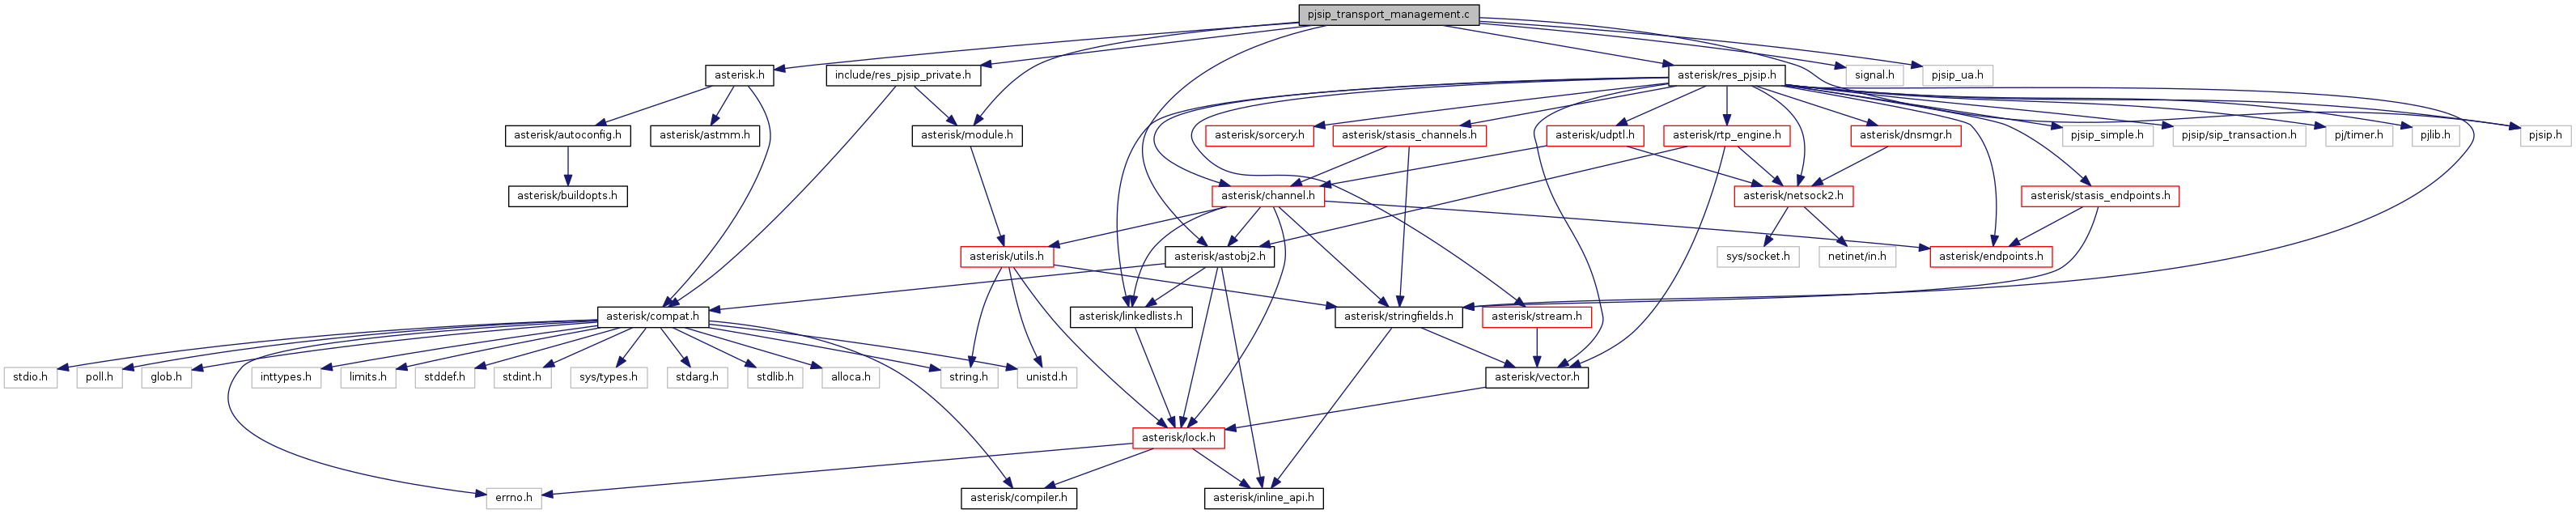 pjsip_transport_management.c
asterisk.h
include/res_pjsip_private.h
asterisk/res_pjsip.h
signal.h
pjsip_ua.h
asterisk/autoconfig.h
asterisk/astmm.h
asterisk/module.h
asterisk/sorcery.h
asterisk/stasis_channels.h
asterisk/udptl.h
asterisk/rtp_engine.h
asterisk/dnsmgr.h
pjsip_simple.h
pjsip/sip_transaction.h
pj/timer.h
pjlib.h
pjsip.h
asterisk/buildopts.h
asterisk/channel.h
asterisk/netsock2.h
asterisk/stasis_endpoints.h
asterisk/utils.h
asterisk/astobj2.h
sys/socket.h
netinet/in.h
asterisk/endpoints.h
asterisk/compat.h
asterisk/linkedlists.h
asterisk/stringfields.h
asterisk/stream.h
stdio.h
poll.h
glob.h
inttypes.h
limits.h
stddef.h
stdint.h
sys/types.h
stdarg.h
stdlib.h
alloca.h
string.h
unistd.h
asterisk/vector.h
asterisk/lock.h
errno.h
asterisk/compiler.h
asterisk/inline_api.h